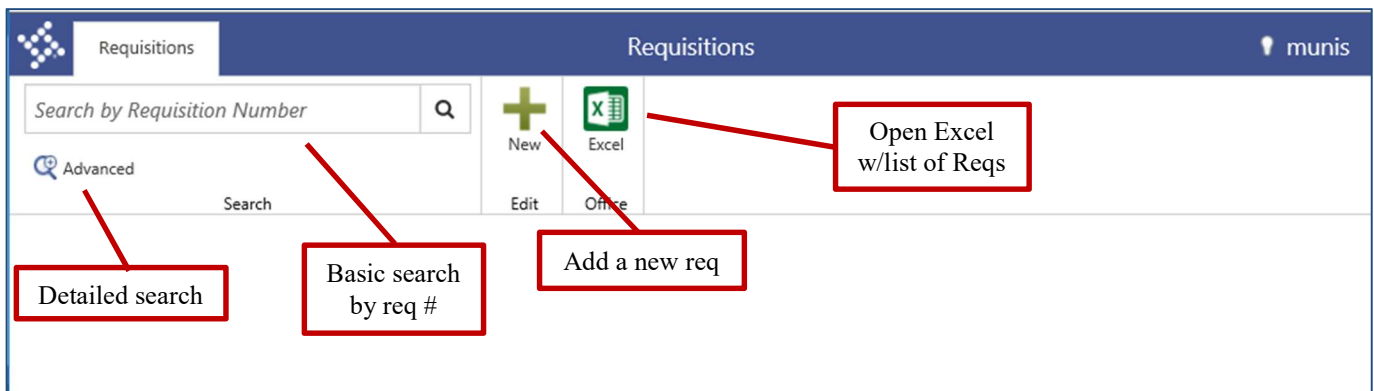 Requisitions
Requisitions
munis
Search by Requisition Number
New
Excel
Advanced
Search
Edit
Office
Open Excel
w/list of Reqs
Detailed search
Basic search
by req #
Add a new req